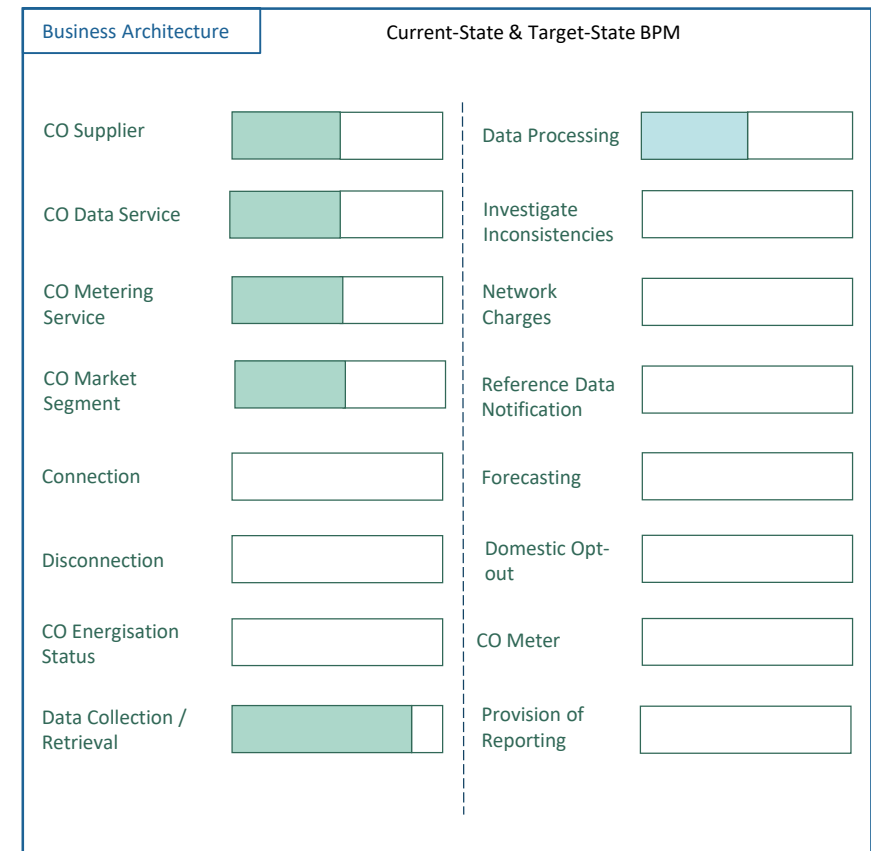 Business Architecture
Current-State & Target-State BPM
CO Supplier
CO Data Service
CO Metering
Service
CO Market
Segment
Connection
Disconnection
CO Energisation
Status
Data Collection /
Retrieval
Data Processing
Investigate
Inconsistencies
Network
Charges
Reference Data
Notification
Forecasting
Domestic Opt-
out
CO Meter
Provision of
Reporting